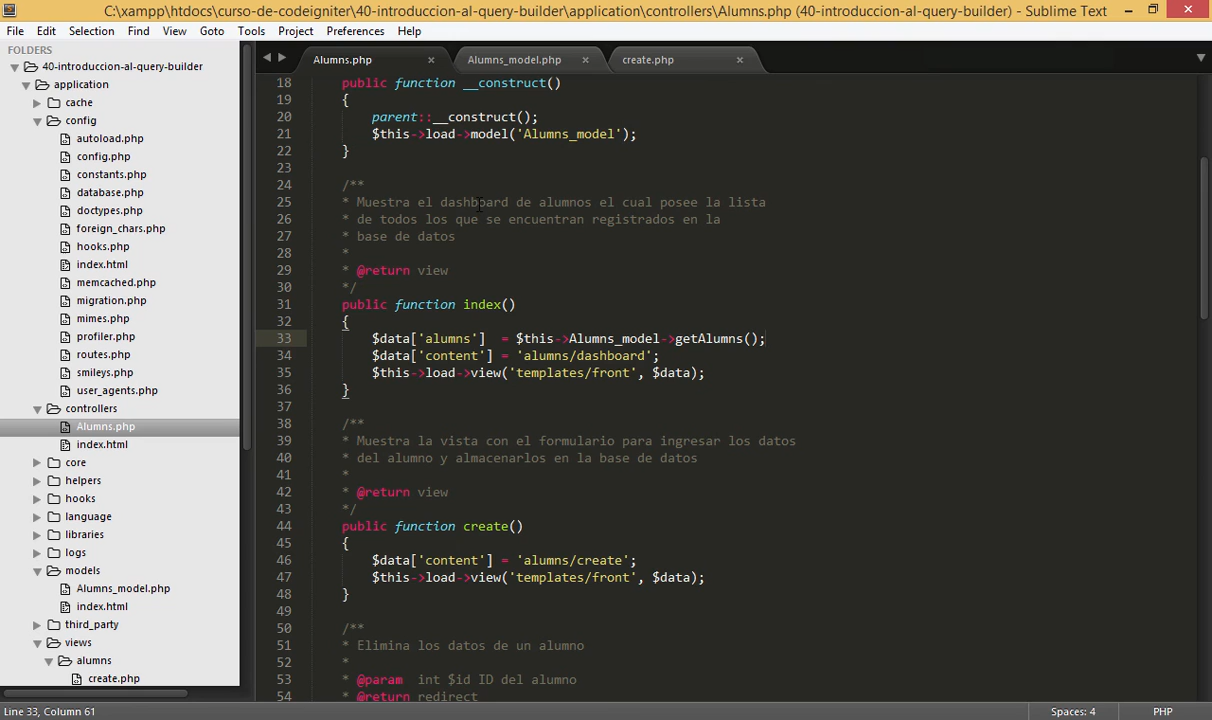 C:\xampp\htdocs\curso-de-codeigniter\40-introduccion-al-query-builder\application\controllers\Alumns.php (40-introduccion-al-query-builder) - Sublime Text
File Edit Selection Find View Goto Tools Project Preferences Help
FOLDERS
40-introduccion-al-query-builder
application
cache
config
autoload.php
config.php
constants.php
database.php
doctypes.php
foreign_chars.php
hooks.php
index.html
memcached.php
migration.php
mimes.php
profiler.php
routes.php
smileys.php
user_agents.php
controllers
Alumns.php
index.html
core
helpers
hooks
language
libraries
logs
models
Alumns_model.php
index.html
third_party
views
alumns
create.php
Alumns.php Alumns_model.php create.php
18 public function __construct()
19 {
20 parent::__construct();
21 $this->load->model('Alumns_model');
22 }
23
24 /**
25 * Muestra el dashboard de alumnos el cual posee la lista
26 * de todos los que se encuentran registrados en la
27 * base de datos
28 *
29 * @return view
30 */
31 public function index()
32 {
33 $data['alumns'] = $this->Alumns_model->getAlumns();
34 $data['content'] = 'alumns/dashboard';
35 $this->load->view('templates/front', $data);
36 }
37
38 /**
39 * Muestra la vista con el formulario para ingresar los datos
40 * del alumno y almacenarlos en la base de datos
41 *
42 * @return view
43 */
44 public function create()
45 {
46 $data['content'] = 'alumns/create';
47 $this->load->view('templates/front', $data);
48 }
49
50 /**
51 * Elimina los datos de un alumno
52 *
53 * @param int $id ID del alumno
54 * @return redirect
Line 33, Column 61 Spaces: 4 PHP